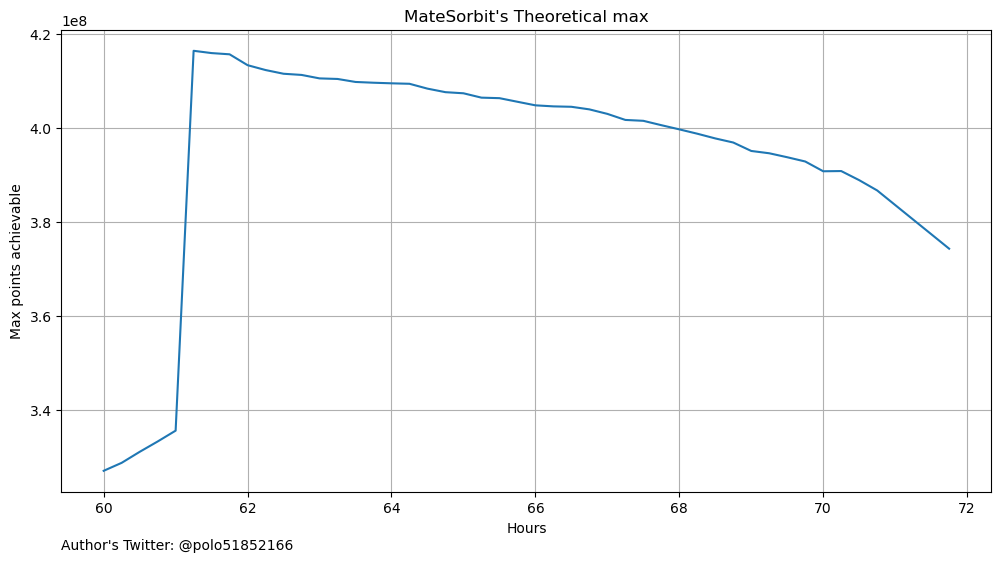 MateSorbit's Theoretical max
1e8
4.2
4.0
3.8
3.6
3.4
Max points achievable
60 62 64 66 68 70 72
Hours
Author's Twitter: @polo51852166